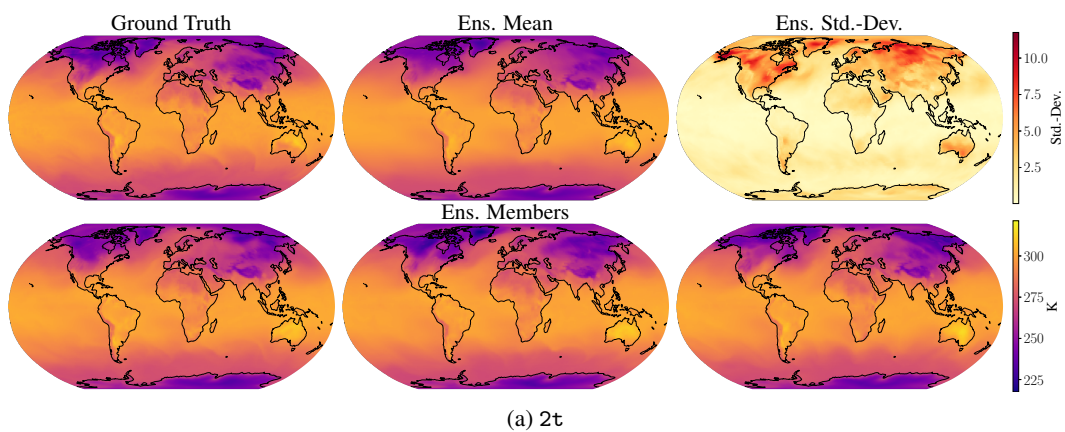 Ground Truth
Ens. Mean
Ens. Std.-Dev.
10.0
7.5
5.0
2.5
Std.-Dev.
Ens. Members
300
275
250
225
K
(a) 2t